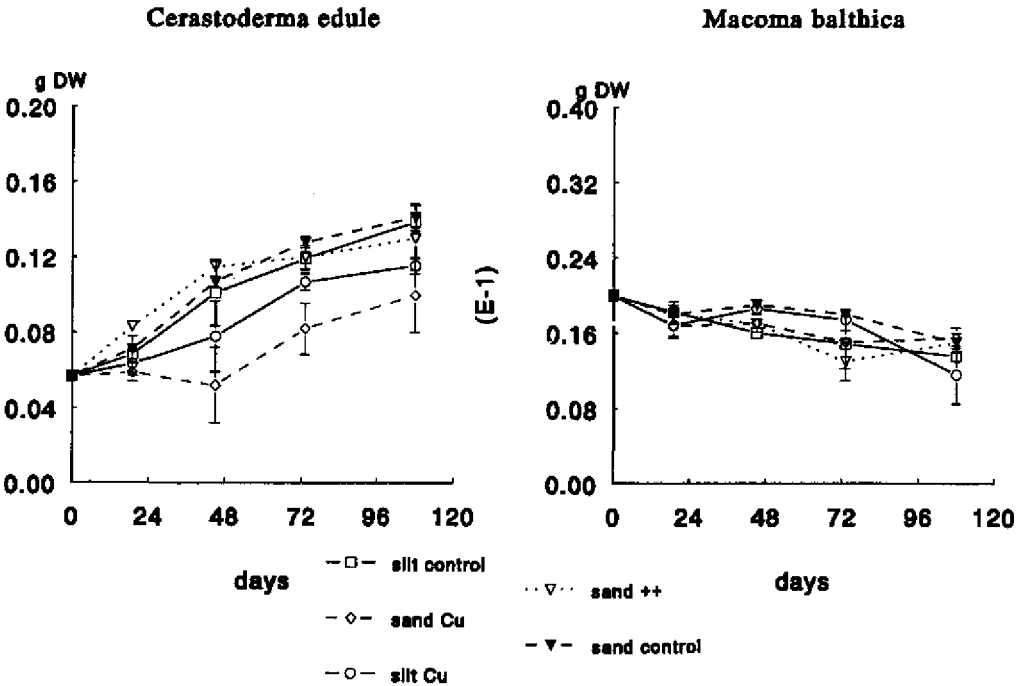 Cerastoderma edule
Macoma balthica
g DW
g DW
0.20
0.16
0.12
0.08
0.04
0.00
0.40
0.32
0.24
0.16
0.08
0.00
(E-1)
0 24 48 72 96 120
0 24 48 72 96 120
days
days
silt control
sand Cu
silt Cu
sand ++
sand control